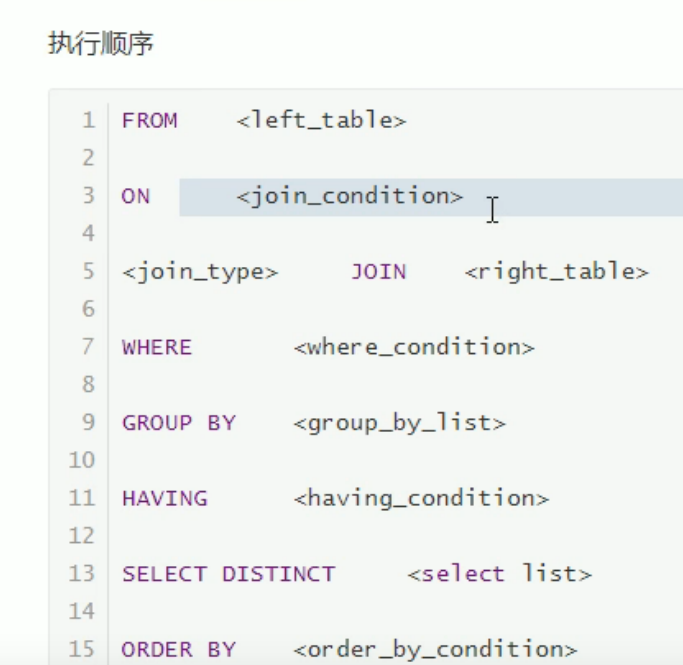 执行顺序
1 FROM <left_table>
2
3 ON <join_condition>
4
5 <join_type> JOIN <right_table>
6
7 WHERE <where_condition>
8
9 GROUP BY <group_by_list>
10
11 HAVING <having_condition>
12
13 SELECT DISTINCT <select list>
14
15 ORDER BY <order_by_condition>